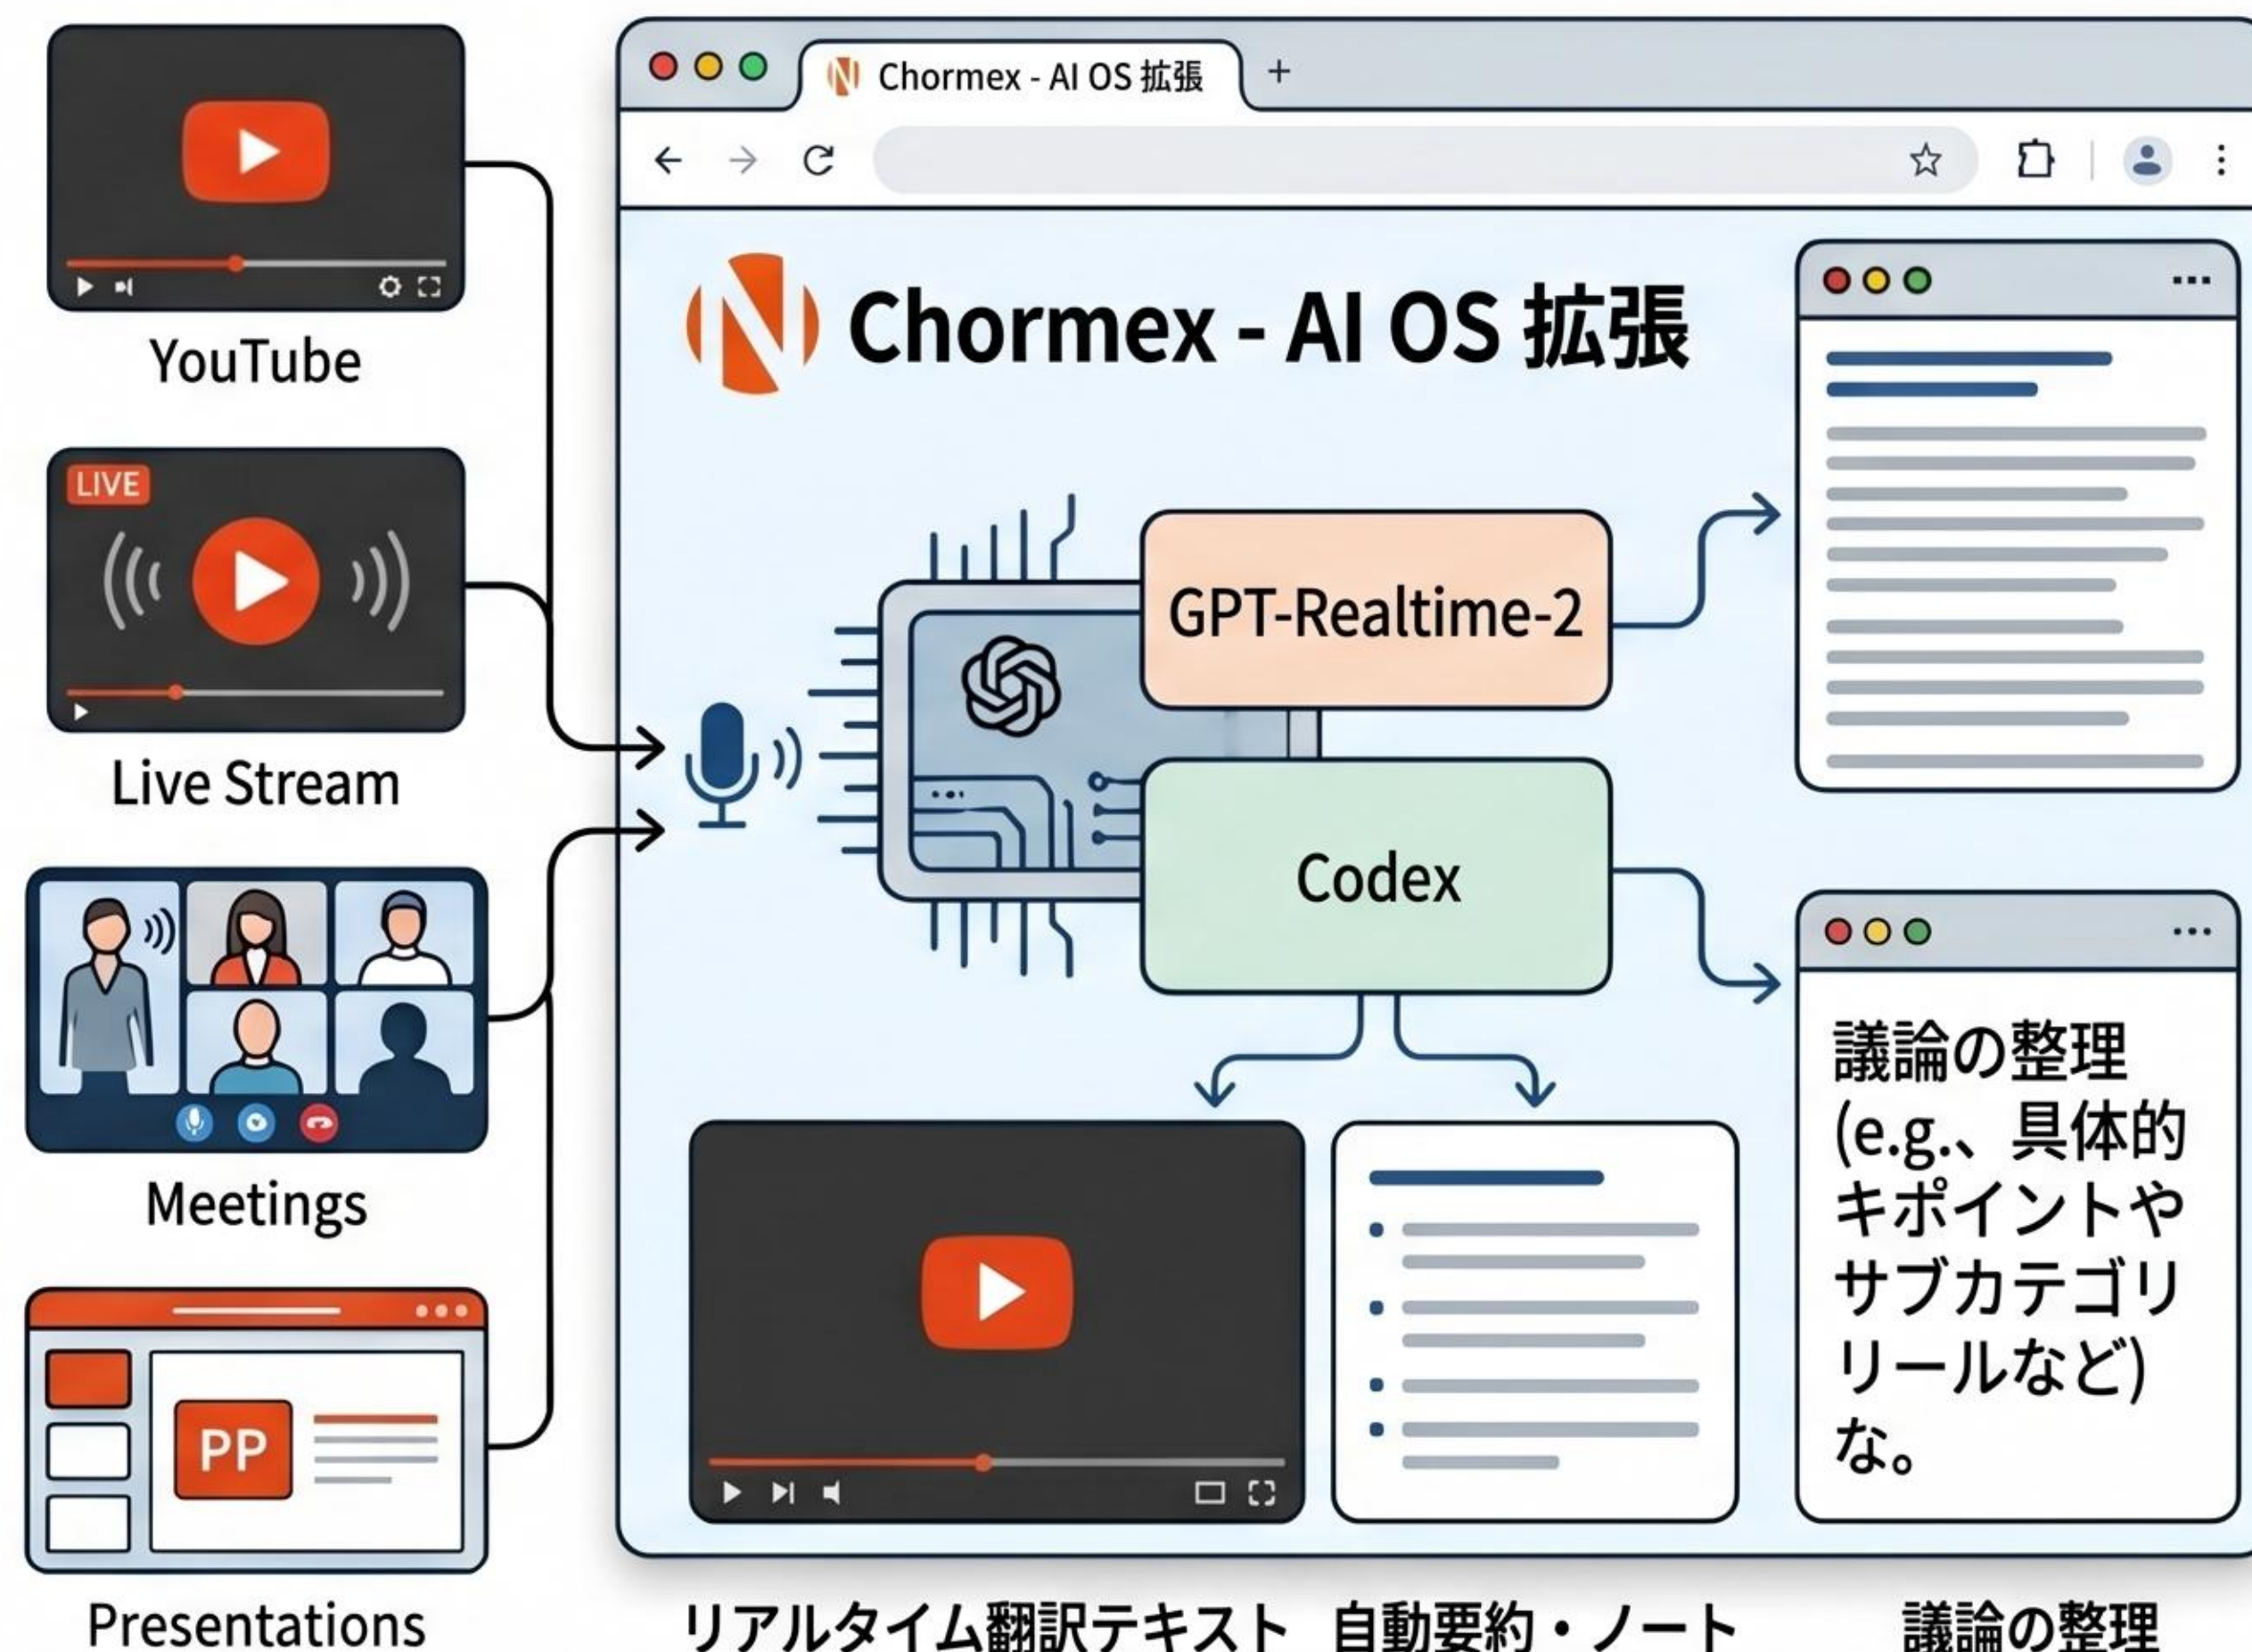 Chormex - AI OS 拡張
Chormex - AI OS 拡張
YouTube
LIVE
Live Stream
Meetings
PP
Presentations
GPT-Realtime-2
Codex
議論の整理
(e.g.、具体的
キポイントや
サブカテゴリ
リールなど)
な。
リアルタイム翻訳テキスト
自動要約・ノート
議論の整理